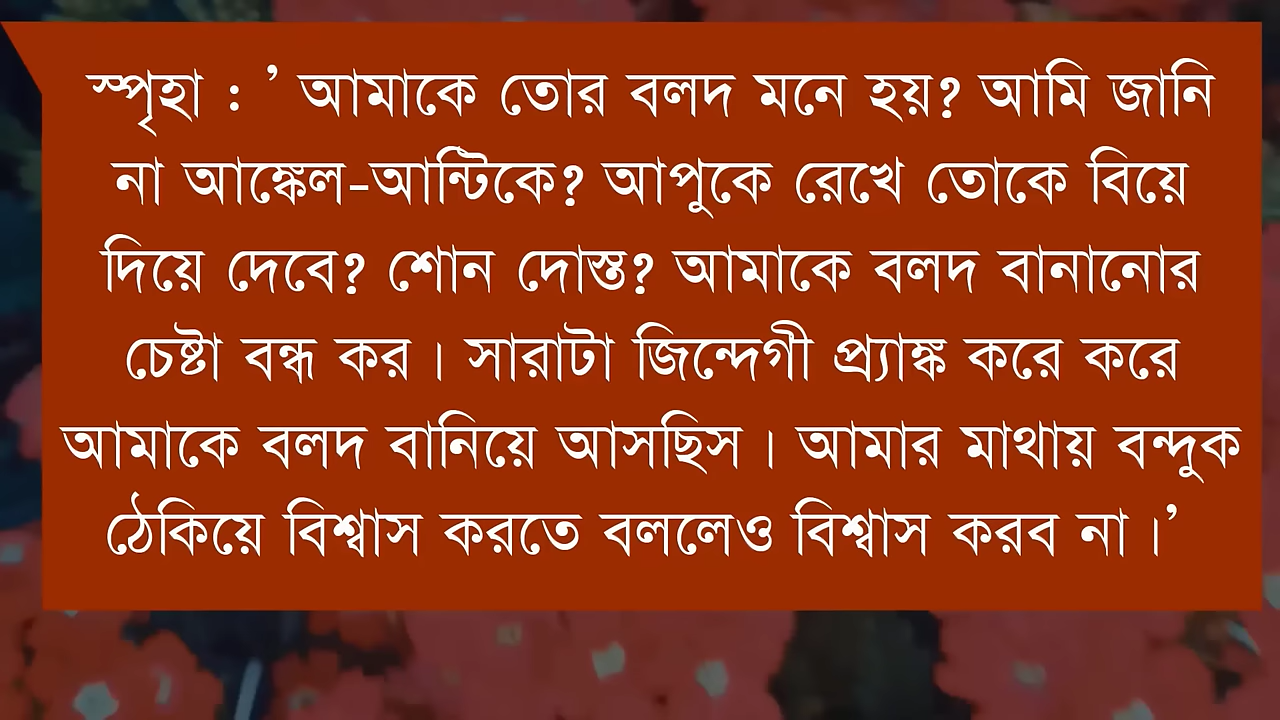 স্পৃহা : ’ আমাকে তোর বলদ মনে হয়? আমি জানি
না আঙ্কেল-আন্টিকে? আপুকে রেখে তোকে বিয়ে
দিয়ে দেবে? শোন দোস্ত? আমাকে বলদ বানানোর
চেষ্টা বন্ধ কর। সারাটা জিন্দেগী প্র্যাঙ্ক করে করে
আমাকে বলদ বানিয়ে আসছিস। আমার মাথায় বন্দুক
ঠেকিয়ে বিশ্বাস করতে বললেও বিশ্বাস করব না।’